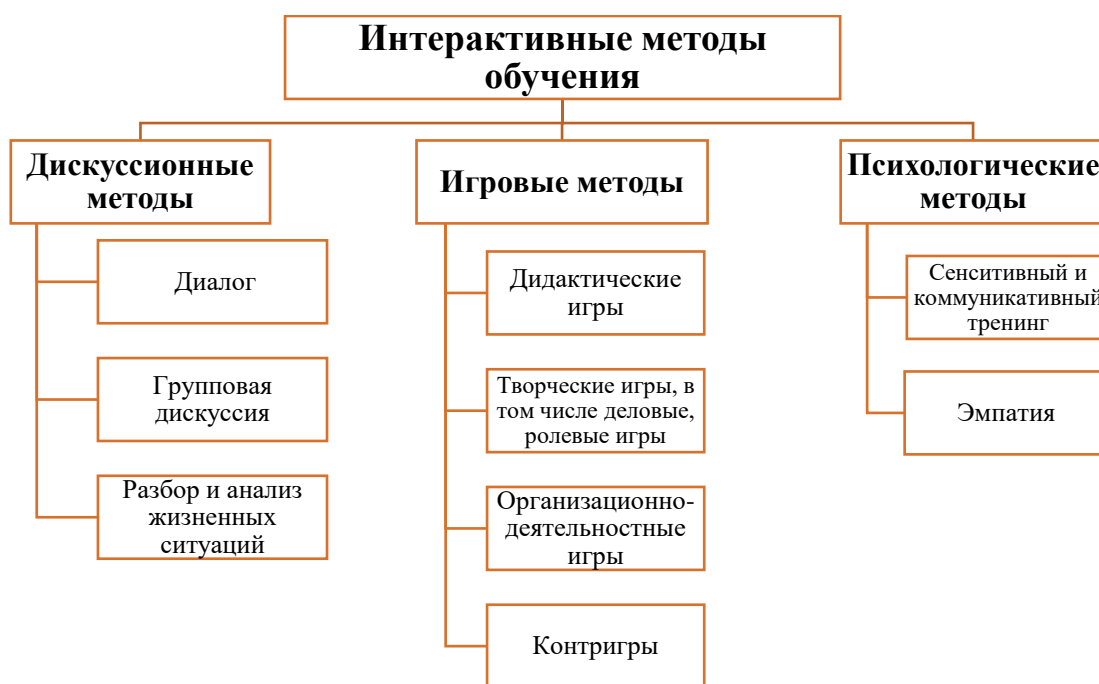 Интерактивные методы
обучения
Дискуссионные
методы
Диалог
Групповая
дискуссия
Разбор и анализ
жизненных
ситуаций
Игровые методы
Дидактические
игры
Творческие игры, в
том числе деловые,
ролевые игры
Организационно-
деятельностные
игры
Контригры
Психологические
методы
Сенситивный и
коммуникативный
тренинг
Эмпатия